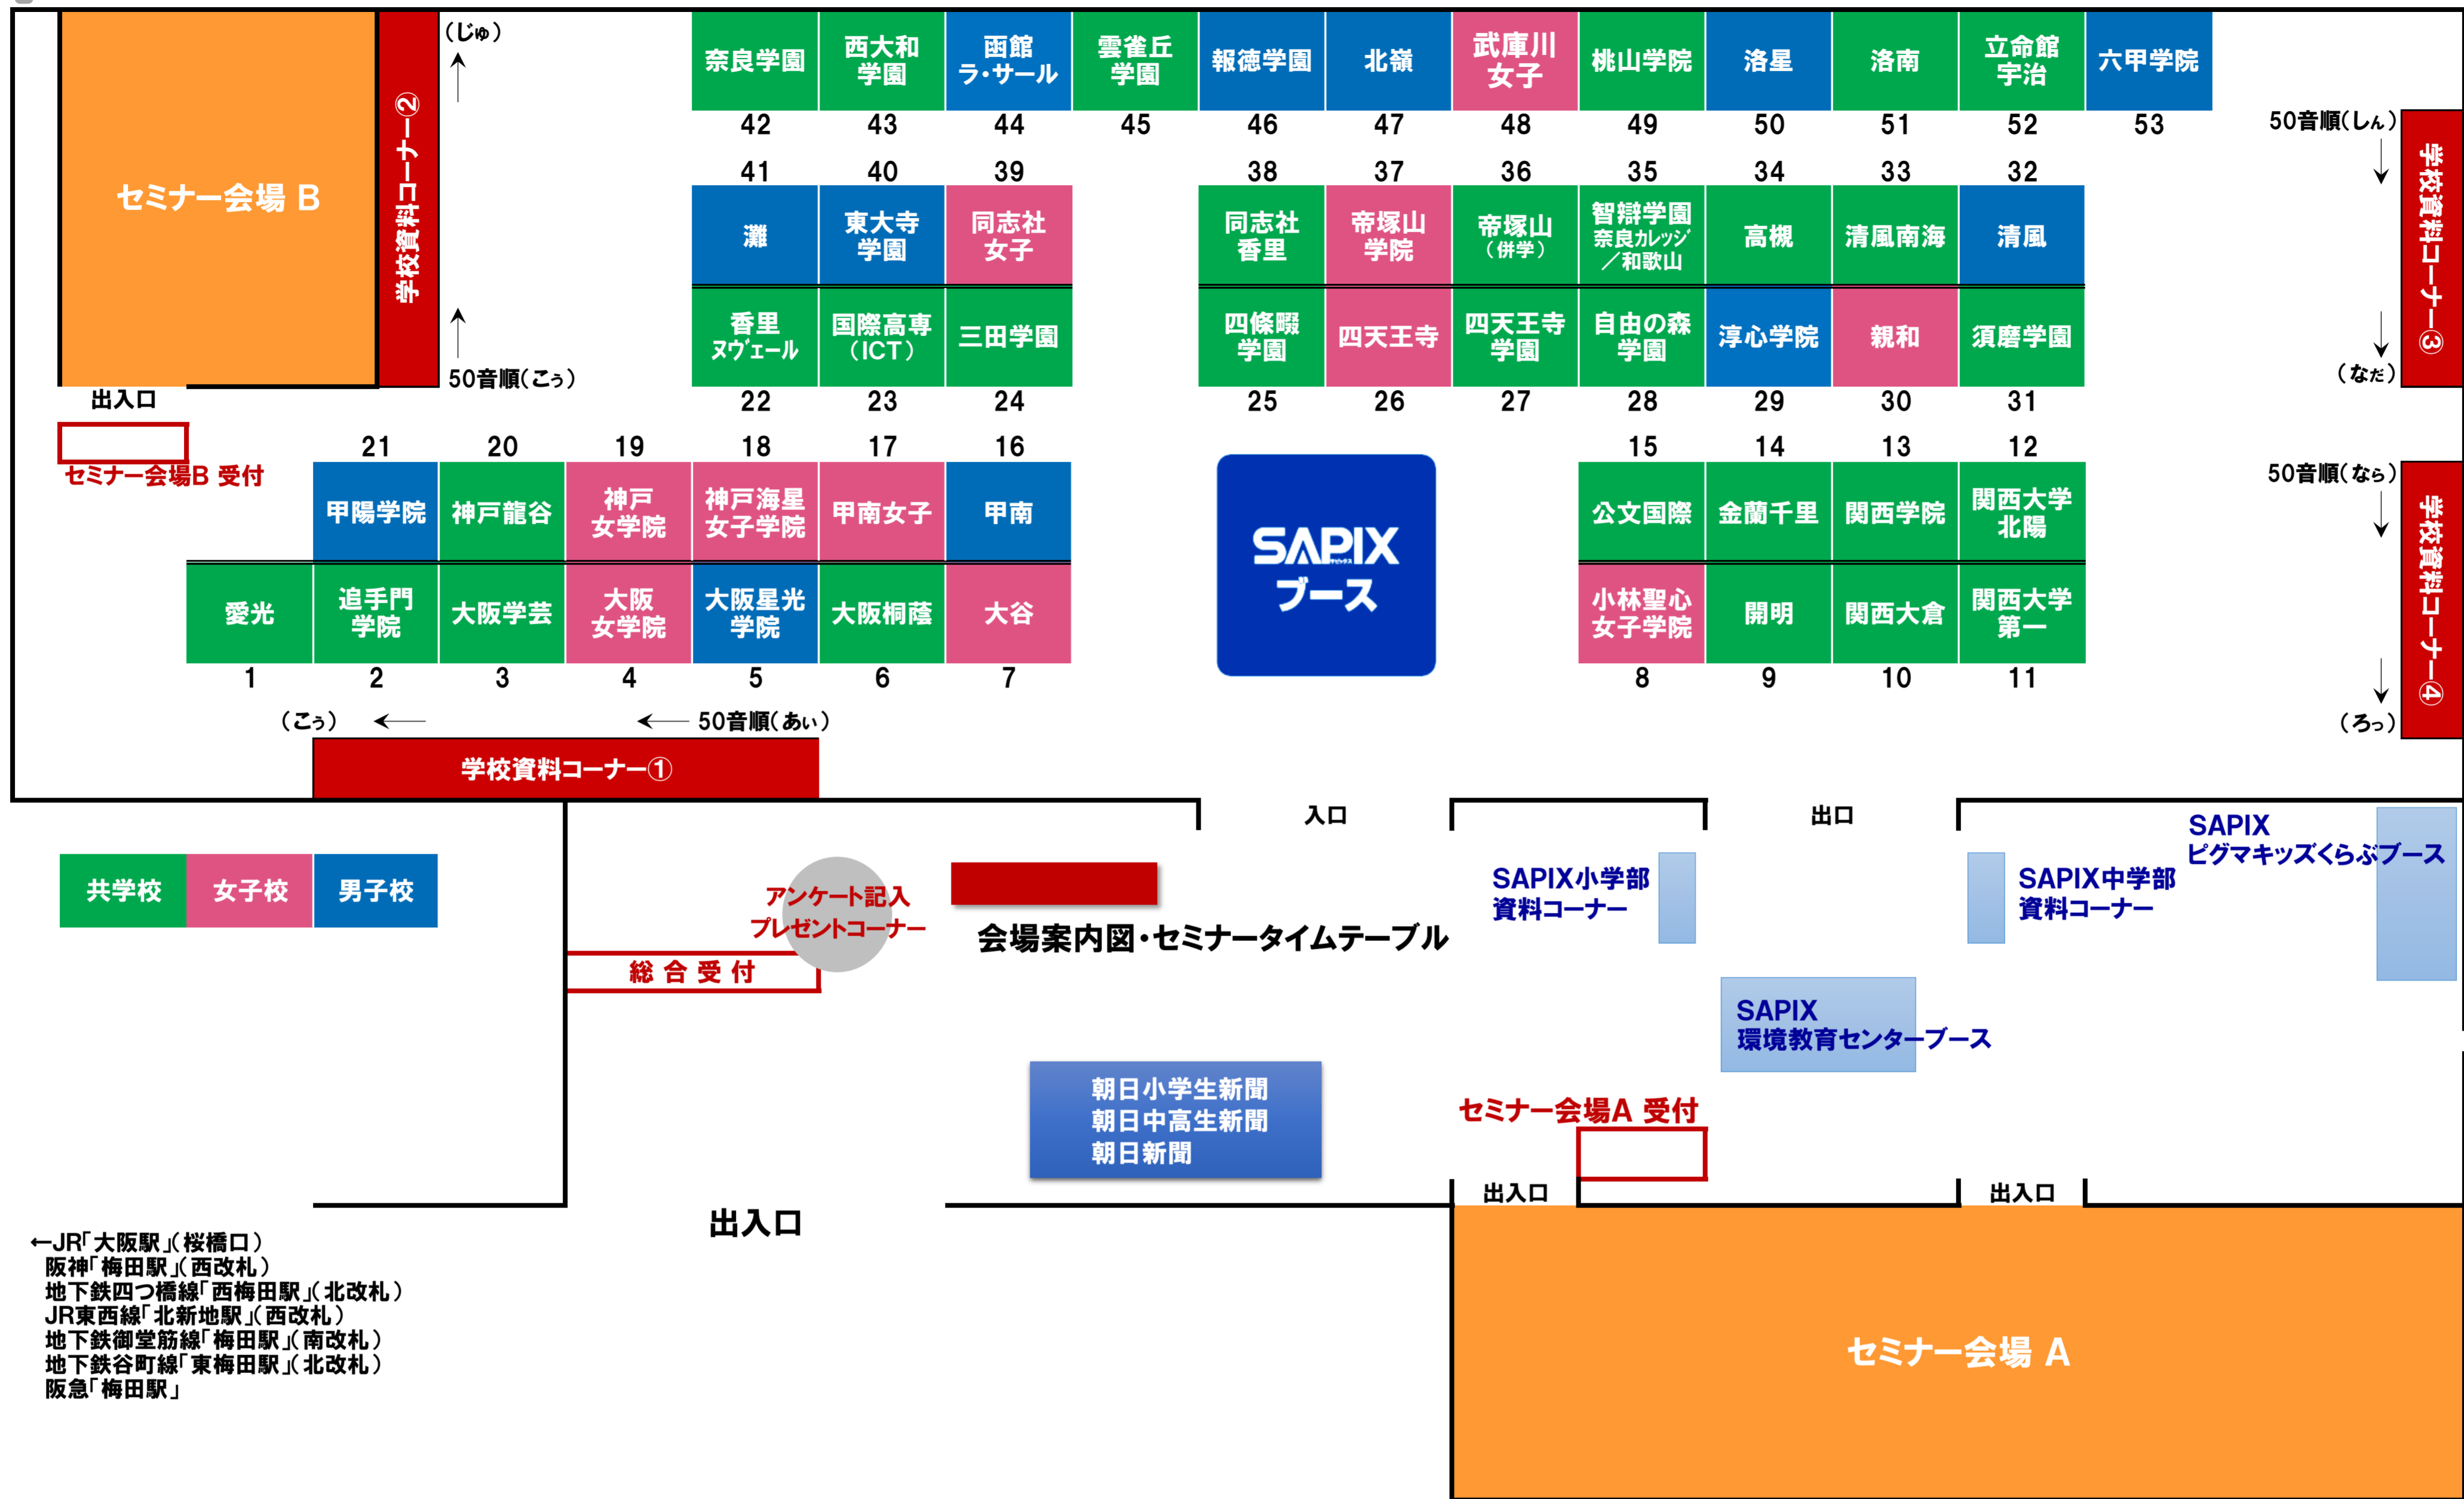 セミナー会場 B
学校資料コーナー②
(じゅ)
50音順(こう)
奈良学園
西大和
学園
函館
ラ・サール
雲雀丘
学園
報徳学園
北嶺
武庫川
女子
桃山学院
洛星
洛南
立命館
宇治
六甲学院
42 43 44 45 46 47 48 49 50 51 52 53
41 40 39 38 37 36 35 34 33 32
灘
東大寺
学園
同志社
女子
同志社
香里
帝塚山
学院
帝塚山
(併学)
智辯学園
奈良カレッジ
/和歌山
高槻
清風南海
清風
香里
ヌヴェール
国際高専
(ICT)
三田学園
四條畷
学園
四天王寺
四天王寺
学園
自由の森
学園
淳心学院
親和
須磨学園
22 23 24 25 26 27 28 29 30 31
50音順(しん)
学校資料コーナー③
(なだ)
出入口
セミナー会場B 受付
21 20 19 18 17 16 15 14 13 12
甲陽学院
神戸龍谷
神戸
女学院
神戸海星
女子学院
甲南女子
甲南
公文国際
金蘭千里
関西学院
関西大学
北陽
愛光
追手門
学院
大阪学芸
大阪
女学院
大阪星光
学院
大阪桐蔭
大谷
小林聖心
女子学院
開明
関西大倉
関西大学
第一
1 2 3 4 5 6 7 8 9 10 11
SAPIX
ブース
50音順(なら)
学校資料コーナー④
(ろっ)
(こう) ← ← 50音順(あい)
学校資料コーナー①
入口
出口
共学校
女子校
男子校
アンケート記入
プレゼントコーナー
総合受付
会場案内図・セミナータイムテーブル
SAPIX小学部
資料コーナー
SAPIX中学部
資料コーナー
SAPIX
ピグマキッズくらぶブース
SAPIX
環境教育センターブース
朝日小学生新聞
朝日中高生新聞
朝日新聞
セミナー会場A 受付
出入口
出入口
出入口
セミナー会場 A
←JR「大阪駅」(桜橋口)
阪神「梅田駅」(西改札)
地下鉄四つ橋線「西梅田駅」(北改札)
JR東西線「北新地駅」(西改札)
地下鉄御堂筋線「梅田駅」(南改札)
地下鉄谷町線「東梅田駅」(北改札)
阪急「梅田駅」